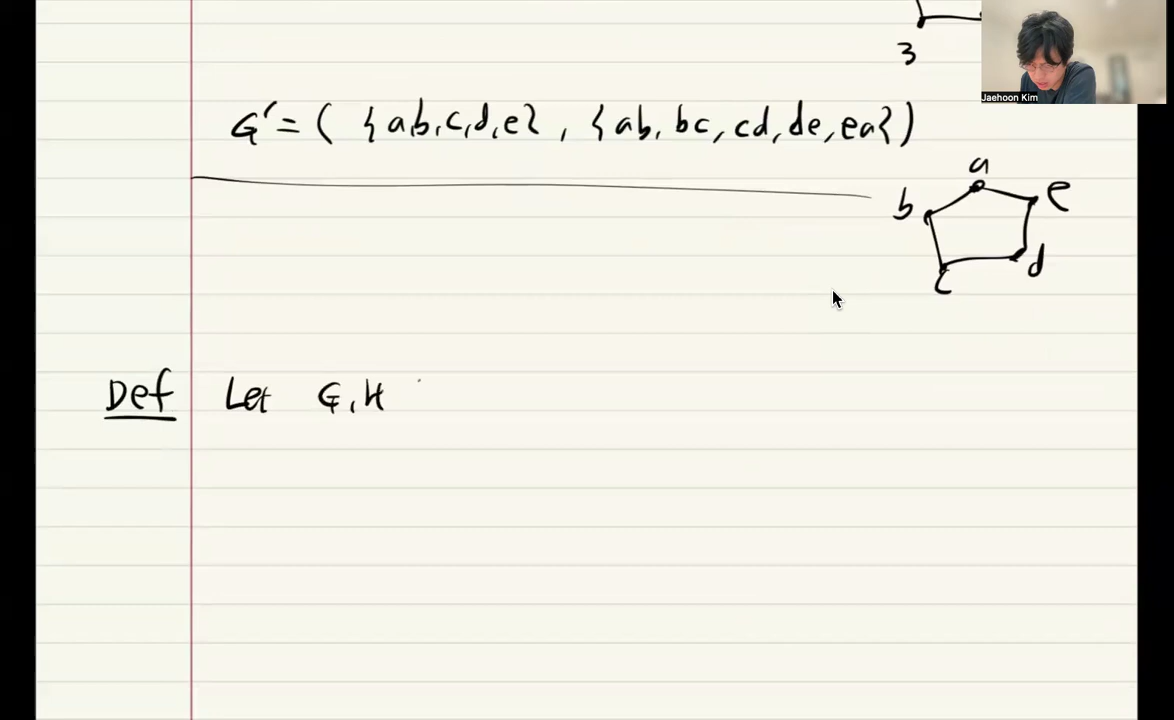 3
Jaehoon Kim
G' = ( { a,b,c,d,e } , { ab, bc, cd, de, ea } )
a
b
e
d
c
Def Let G, H